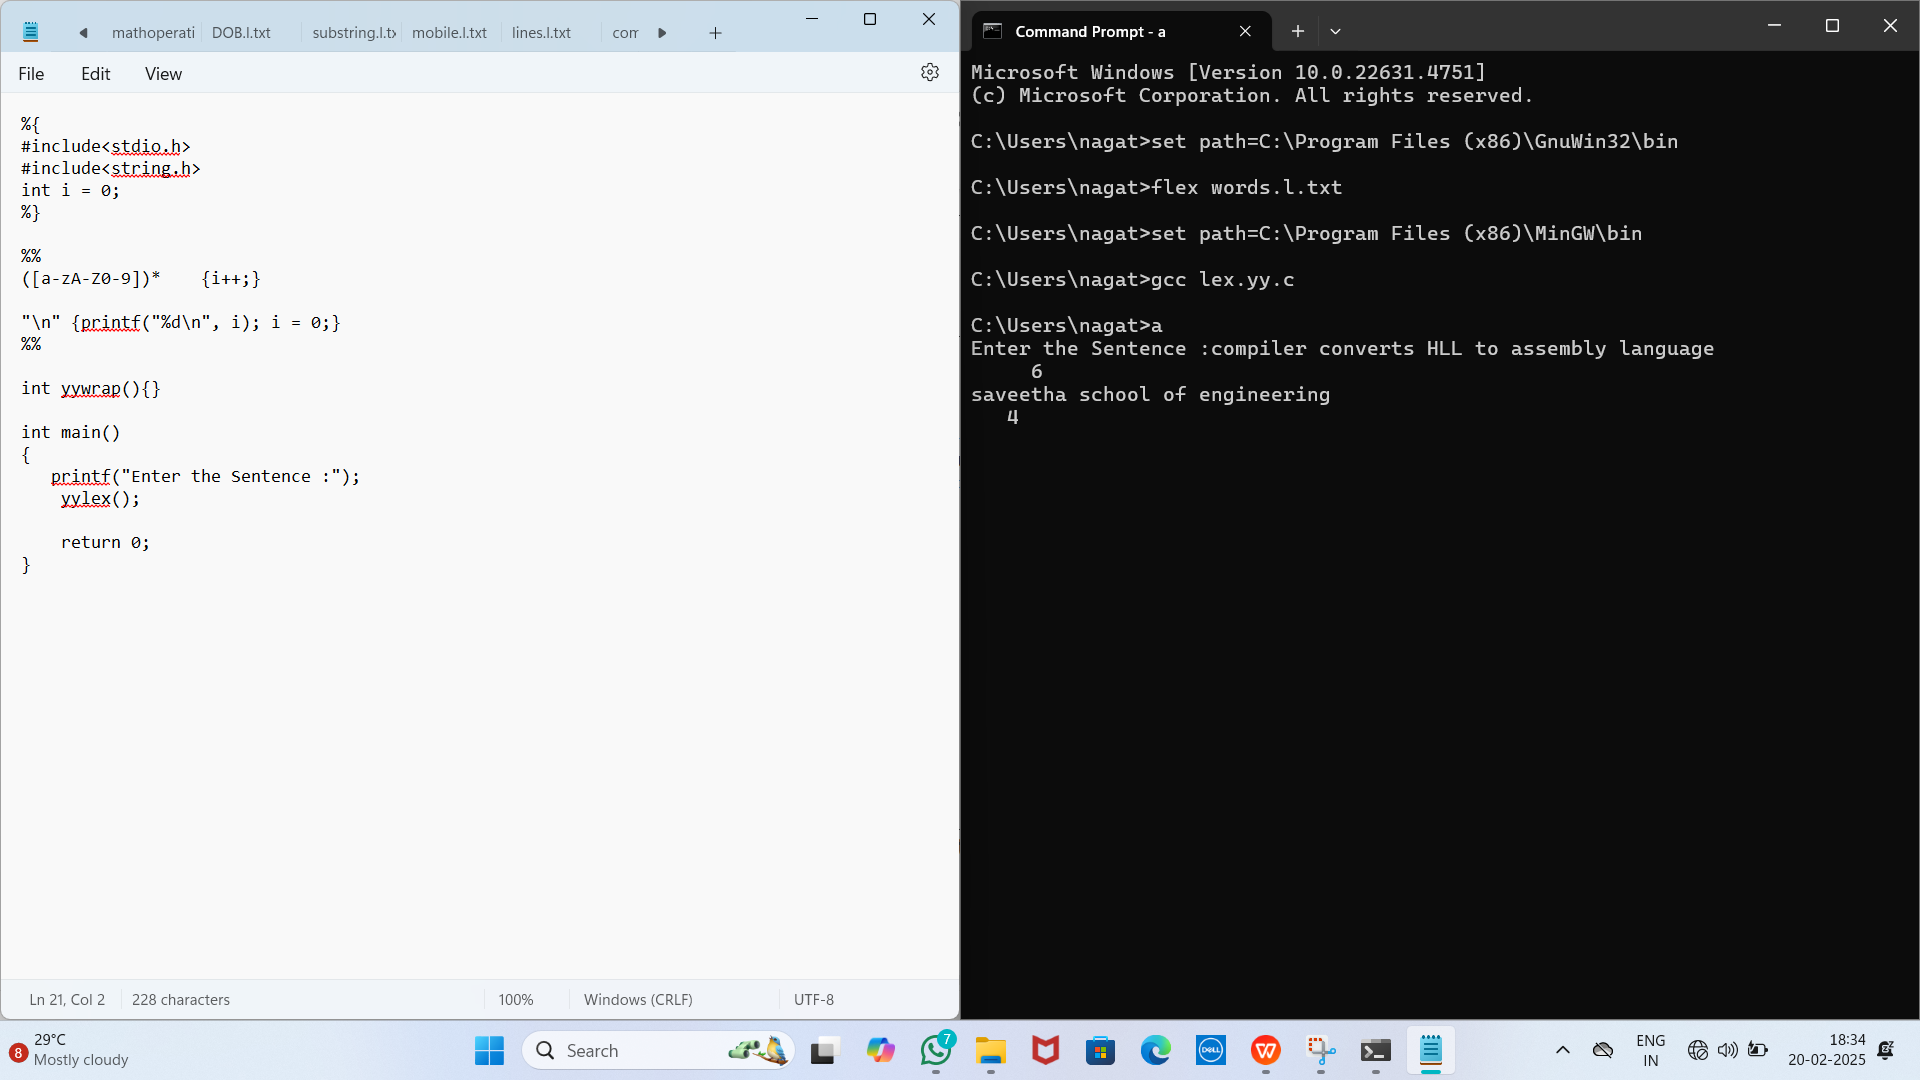 mathoperati DOB.l.txt substring.l.tx mobile.l.txt lines.l.txt com
File Edit View
%{
#include<stdio.h>
#include<string.h>
int i = 0;
%}
%%
([a-zA-Z0-9])*    {i++;}
"\n" {printf("%d\n", i); i = 0;}
%%
int yywrap(){}
int main()
{
   printf("Enter the Sentence :");
    yylex();
    return 0;
}
Ln 21, Col 2 228 characters 100% Windows (CRLF) UTF-8
Command Prompt - a
Microsoft Windows [Version 10.0.22631.4751]
(c) Microsoft Corporation. All rights reserved.
C:\Users\nagat>set path=C:\Program Files (x86)\GnuWin32\bin
C:\Users\nagat>flex words.l.txt
C:\Users\nagat>set path=C:\Program Files (x86)\MinGW\bin
C:\Users\nagat>gcc lex.yy.c
C:\Users\nagat>a
Enter the Sentence :compiler converts HLL to assembly language
     6
saveetha school of engineering
   4
8 29°C
Mostly cloudy
Search
7
DELL
W
ENG
IN
18:34
20-02-2025